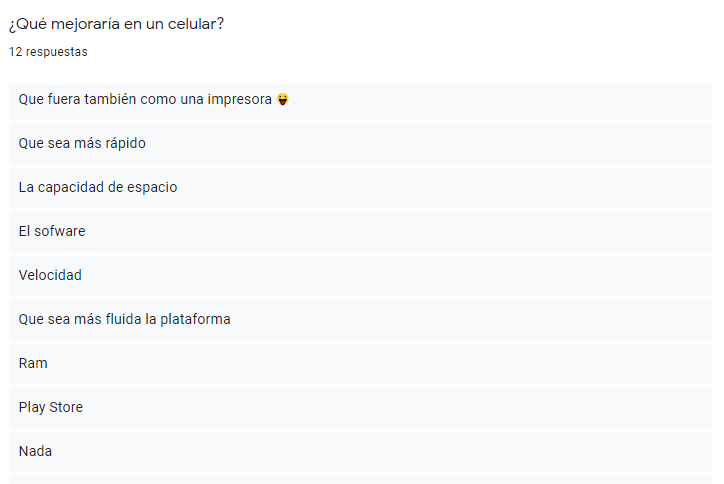 ¿Qué mejoraría en un celular?
12 respuestas
Que fuera también como una impresora 😛
Que sea más rápido
La capacidad de espacio
El sofware
Velocidad
Que sea más fluida la plataforma
Ram
Play Store
Nada